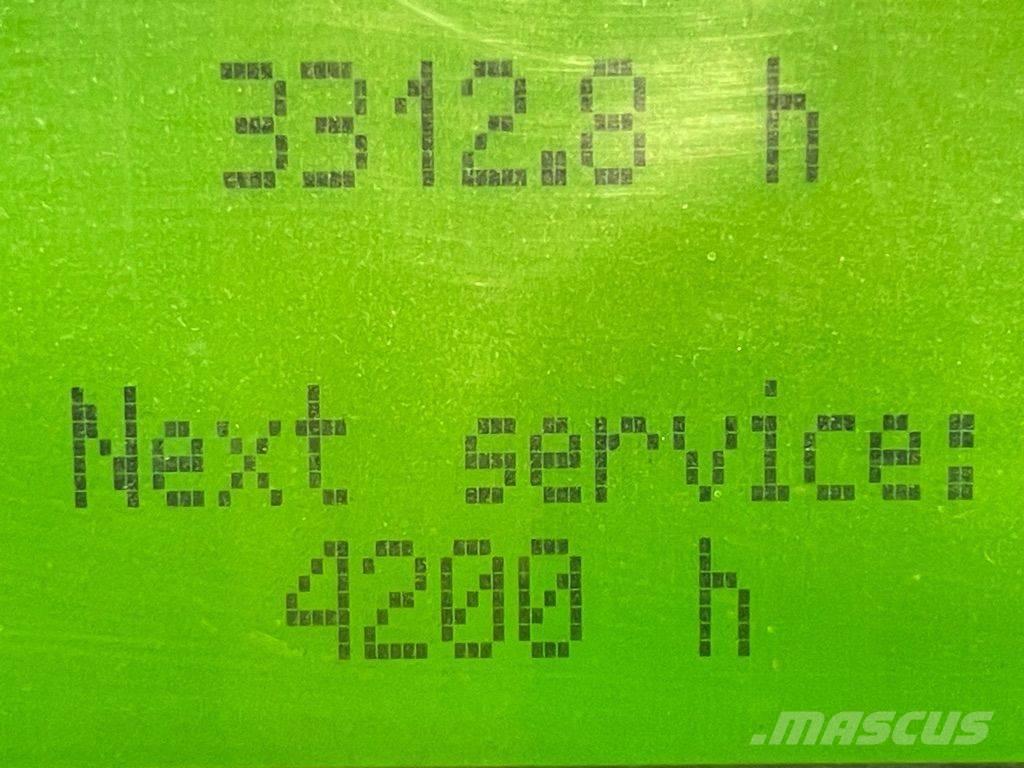 3312.8 h
Next service:
4200 h
.MASCUS